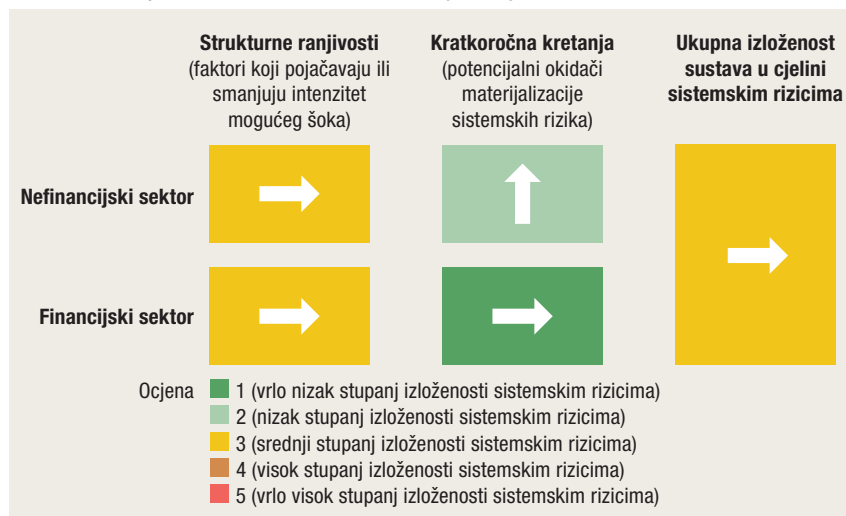 Strukturne ranjivosti
(faktori koji pojačavaju ili
smanjuju intenzitet
mogućeg šoka)
Kratkoročna kretanja
(potencijalni okidači
materijalizacije
sistemskih rizika)
Ukupna izloženost
sustava u cjelini
sistemskim rizicima
Nefinancijski sektor
Financijski sektor
Ocjena
1 (vrlo nizak stupanj izloženosti sistemskim rizicima)
2 (nizak stupanj izloženosti sistemskim rizicima)
3 (srednji stupanj izloženosti sistemskim rizicima)
4 (visok stupanj izloženosti sistemskim rizicima)
5 (vrlo visok stupanj izloženosti sistemskim rizicima)